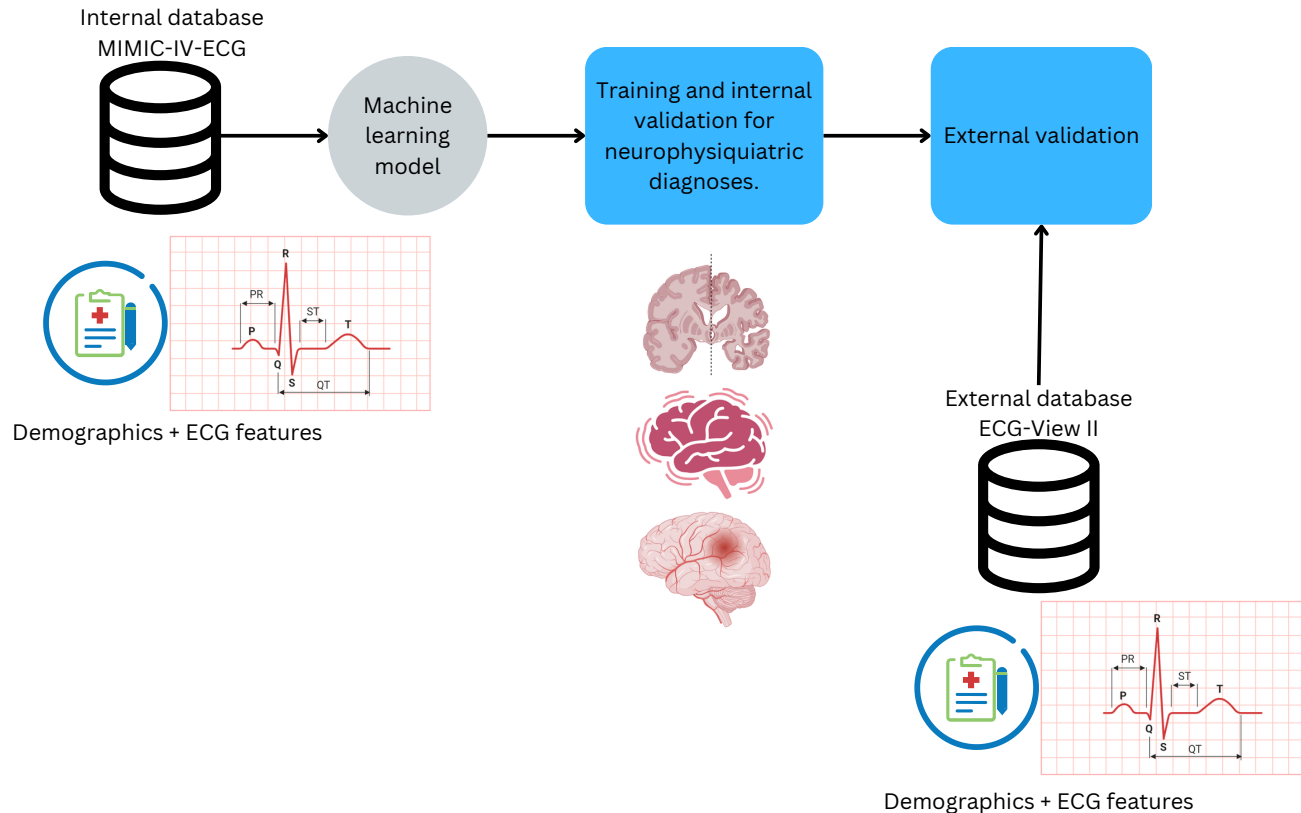 Internal database
MIMIC-IV-ECG
Machine
learning
model
Training and internal
validation for
neurophysiquiatric
diagnoses.
External validation
R
PR
ST
P
T
Q
S
QT
Demographics + ECG features
External database
ECG-View II
R
PR
ST
P
T
Q
S
QT
Demographics + ECG features